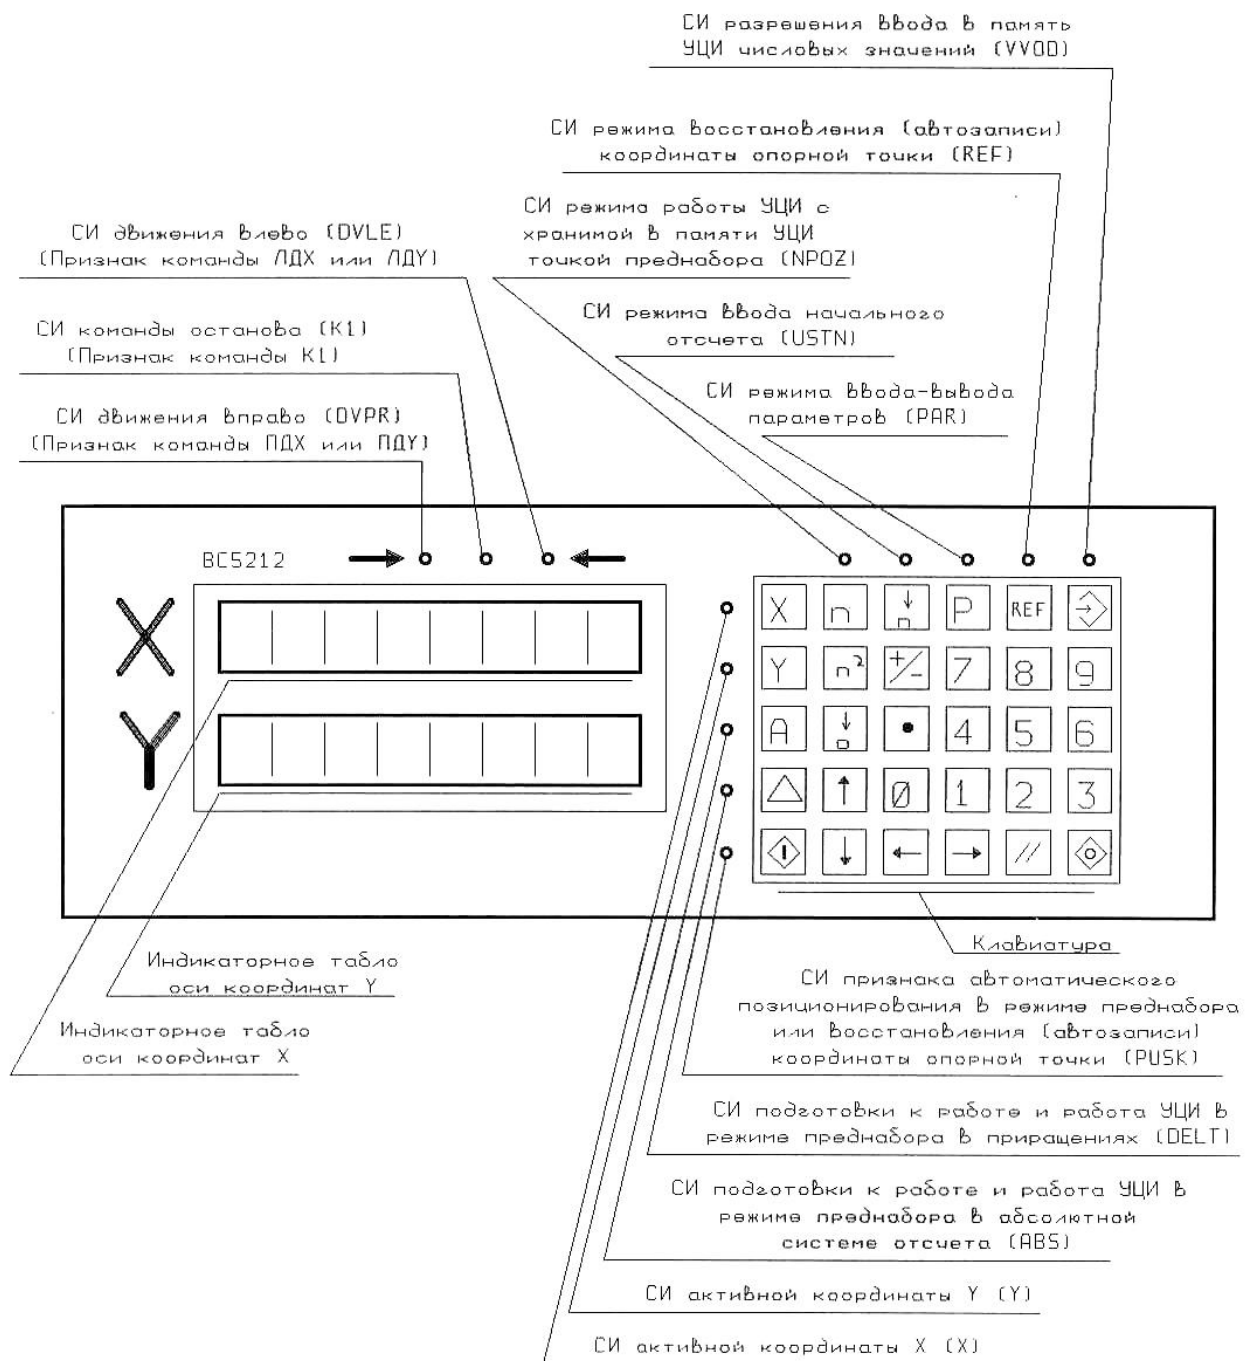 СИ разрешения ввода в память
УЦИ числовых значений (VVOD)
СИ режима восстановления (автозаписи)
координаты опорной точки (REF)
СИ режима работы УЦИ с
хранимой в памяти УЦИ
точкой преднабора (NPOZ)
СИ движения влево (DVLE)
(Признак команды ЛДХ или ЛДY)
СИ режима ввода начального
отсчета (USTN)
СИ команды останова (К1)
(Признак команды К1)
СИ режима ввода-вывода
параметров (PAR)
СИ движения вправо (DVPR)
(Признак команды ПДХ или ПДY)
ВС5212
X
X n n P REF
Y n² +/- 7 8 9
Y
A 4 5 6
0 1 2 3
//
Клавиатура
Индикаторное табло
оси координат Y
Индикаторное табло
оси координат X
СИ признака автоматического
позиционирования в режиме преднабора
или восстановления (автозаписи)
координаты опорной точки (PUSK)
СИ подготовки к работе и работа УЦИ в
режиме преднабора в приращениях (DELT)
СИ подготовки к работе и работа УЦИ в
режиме преднабора в абсолютной
системе отсчета (ABS)
СИ активной координаты Y (Y)
СИ активной координаты X (X)